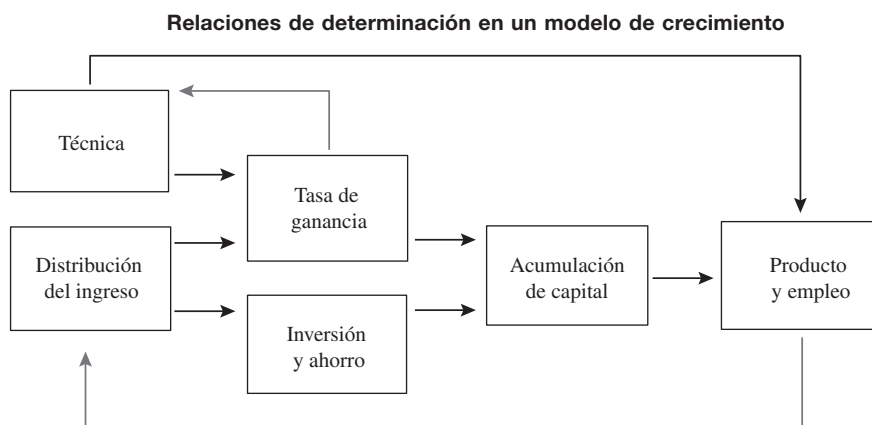 Relaciones de determinación en un modelo de crecimiento
Técnica
Tasa de
ganancia
Distribución
del ingreso
Acumulación
de capital
Producto
y empleo
Inversión
y ahorro